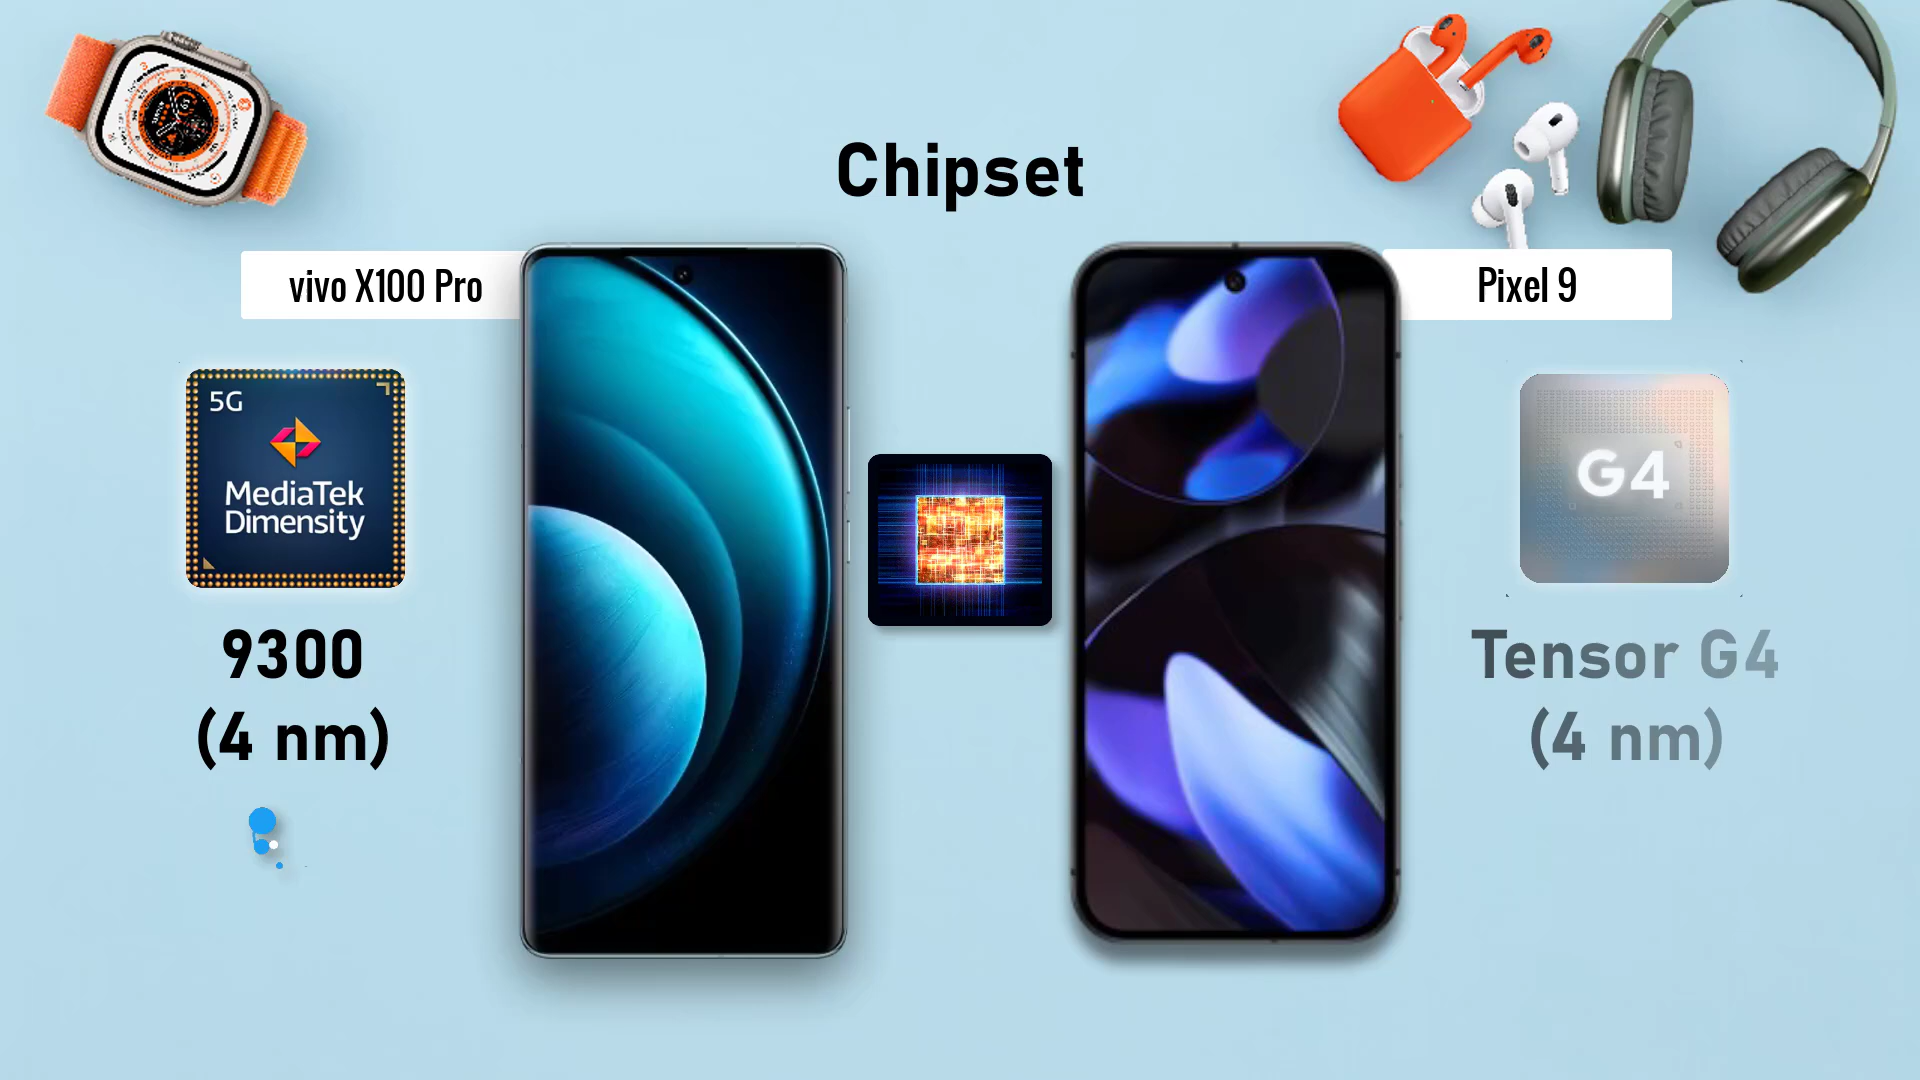 Chipset
vivo X100 Pro
Pixel 9
5G
MediaTek
Dimensity
G4
9300
(4 nm)
Tensor G4
(4 nm)